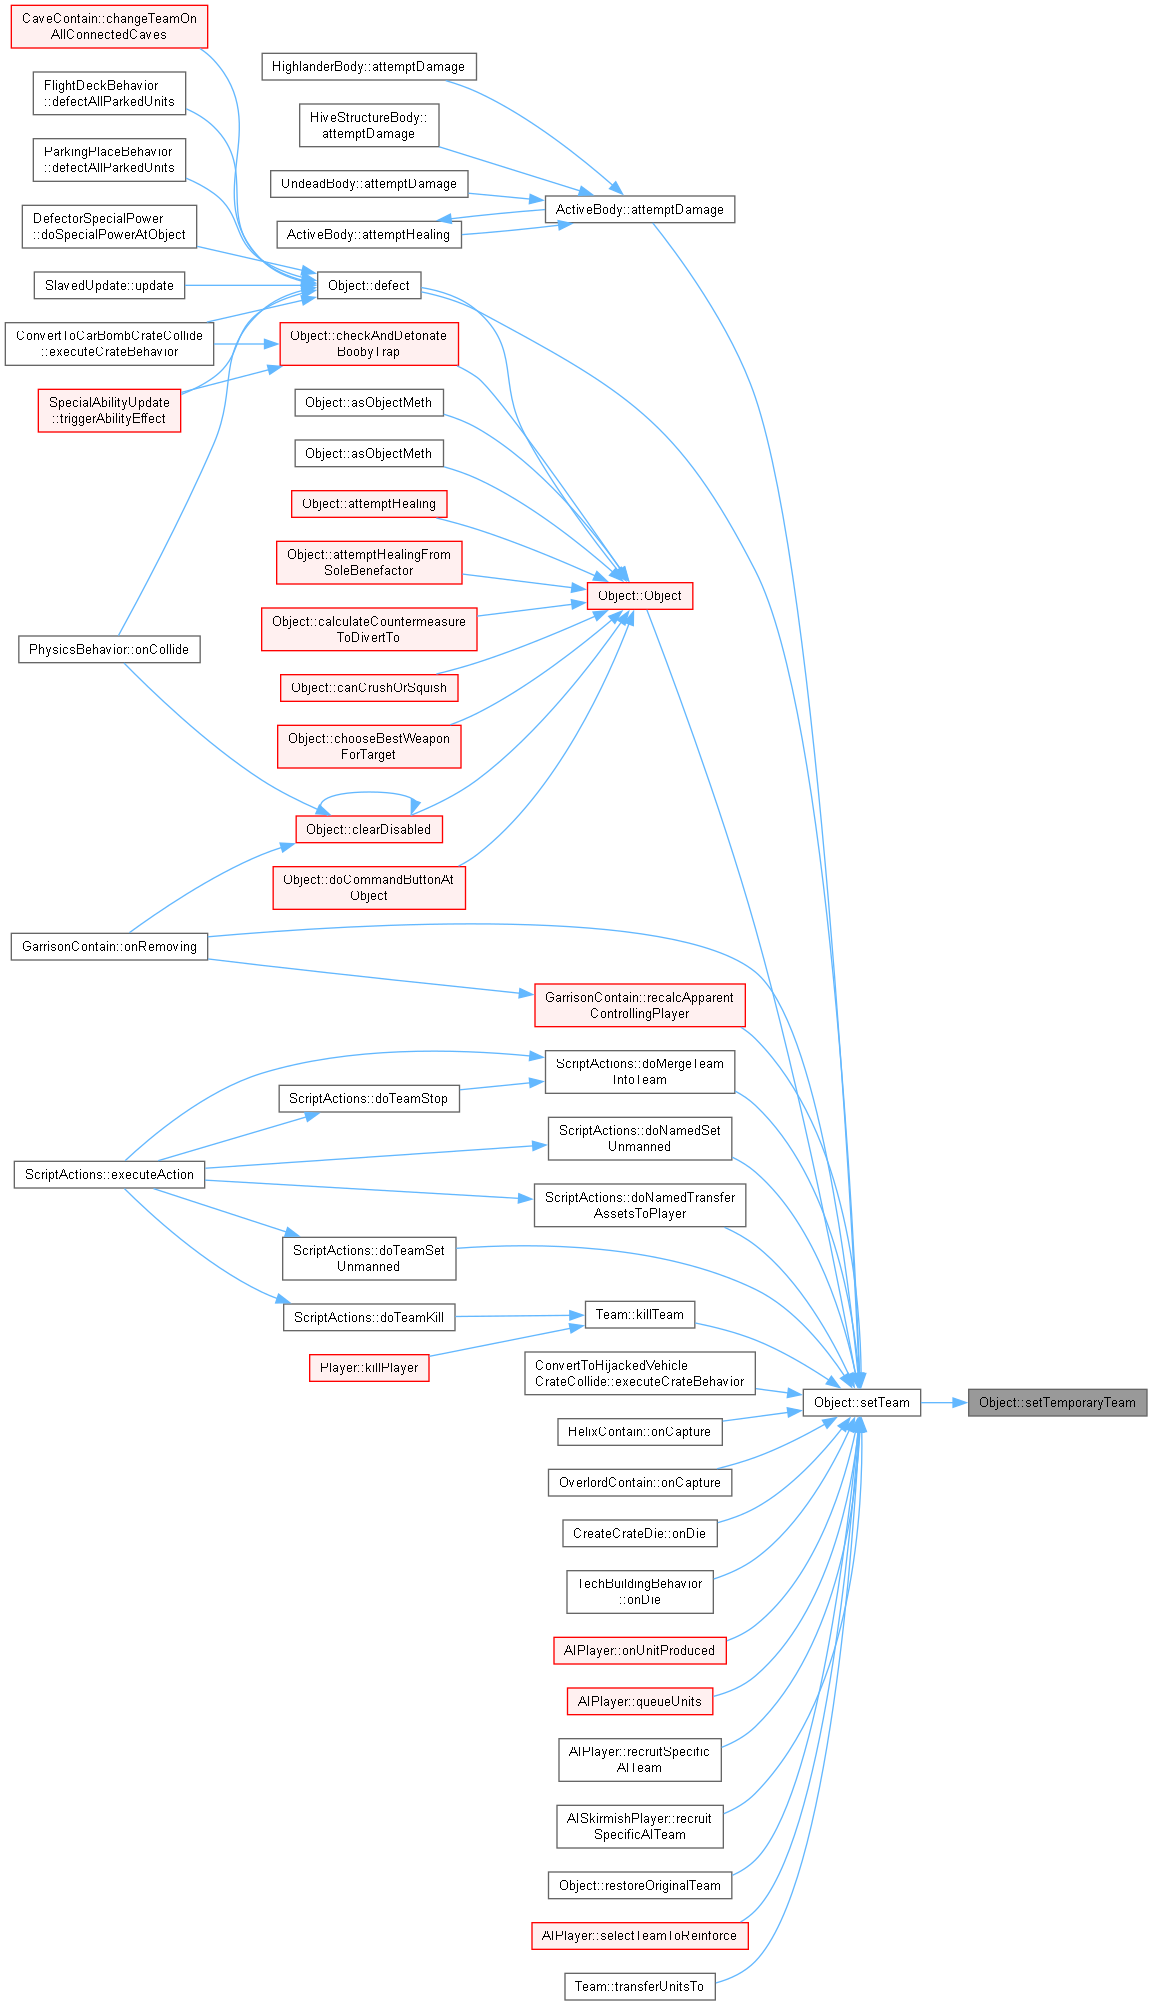 CaveContain::changeTeamOn
AllConnectedCaves
FlightDeckBehavior
::defectAllParkedUnits
ParkingPlaceBehavior
::defectAllParkedUnits
DefectorSpecialPower
::doSpecialPowerAtObject
SlavedUpdate::update
ConvertToCarBombCrateCollide
::executeCrateBehavior
SpecialAbilityUpdate
::triggerAbilityEffect
PhysicsBehavior::onCollide
GarrisonContain::onRemoving
ScriptActions::executeAction
HighlanderBody::attemptDamage
HiveStructureBody::
attemptDamage
UndeadBody::attemptDamage
ActiveBody::attemptHealing
Object::defect
Object::checkAndDetonate
BoobyTrap
Object::asObjectMeth
Object::asObjectMeth
Object::attemptHealing
Object::attemptHealingFrom
SoleBenefactor
Object::calculateCountermeasure
ToDivertTo
Object::canCrushOrSquish
Object::chooseBestWeapon
ForTarget
Object::clearDisabled
Object::doCommandButtonAt
Object
ScriptActions::doTeamStop
ScriptActions::doTeamSet
Unmanned
ScriptActions::doTeamKill
Player::killPlayer
ActiveBody::attemptDamage
Object::Object
GarrisonContain::recalcApparent
ControllingPlayer
ScriptActions::doMergeTeam
IntoTeam
ScriptActions::doNamedSet
Unmanned
ScriptActions::doNamedTransfer
AssetsToPlayer
Team::killTeam
ConvertToHijackedVehicle
CrateCollide::executeCrateBehavior
HelixContain::onCapture
OverlordContain::onCapture
CreateCrateDie::onDie
TechBuildingBehavior
::onDie
AIPlayer::onUnitProduced
AIPlayer::queueUnits
AIPlayer::recruitSpecific
AITeam
AISkirmishPlayer::recruit
SpecificAITeam
Object::restoreOriginalTeam
AIPlayer::selectTeamToReinforce
Team::transferUnitsTo
Object::setTeam
Object::setTemporaryTeam